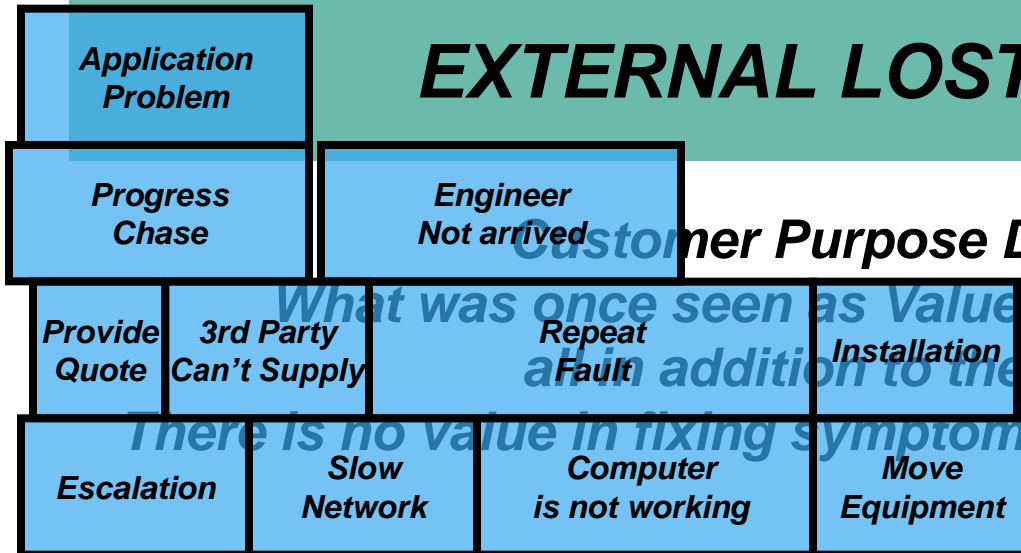 Application
Problem
EXTERNAL LOST
Progress
Chase
Engineer
Not arrived
Customer Purpose D
What was once seen as Value
all in addition to the
There is no value in fixing symptom
Provide
Quote
3rd Party
Can't Supply
Repeat
Fault
Installation
Escalation
Slow
Network
Computer
is not working
Move
Equipment